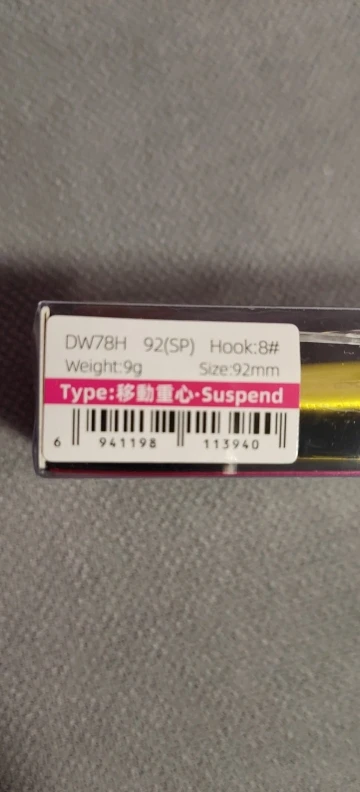 DW78H 92(SP) Hook:8#
Weight:9g Size:92mm
Type:移動重心·Suspend
6 941198 113940